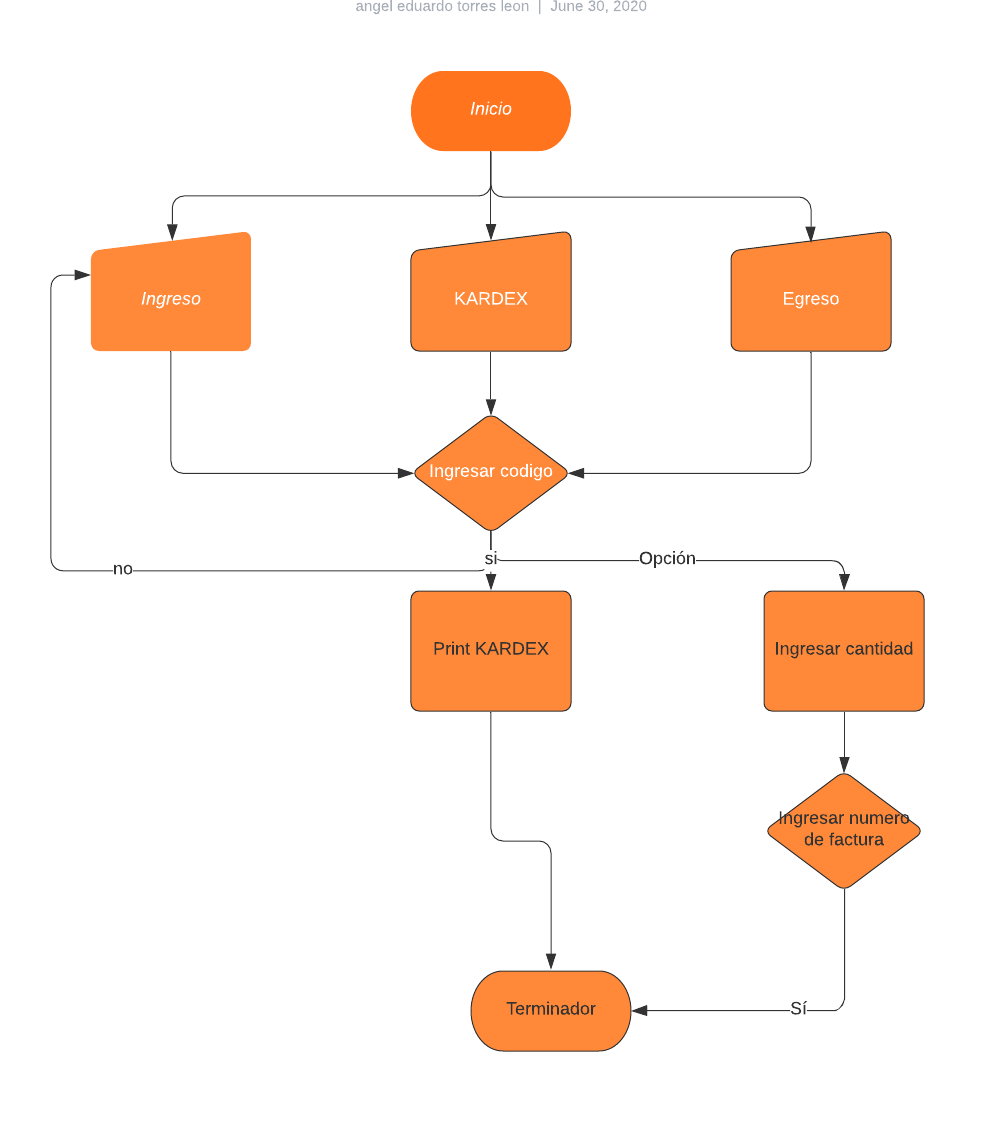 angel eduardo torres leon | June 30, 2020
Inicio
Ingreso
KARDEX
Egreso
Ingresar codigo
si
Opción
no
Print KARDEX
Ingresar cantidad
Ingresar numero
de factura
Terminador
Sí